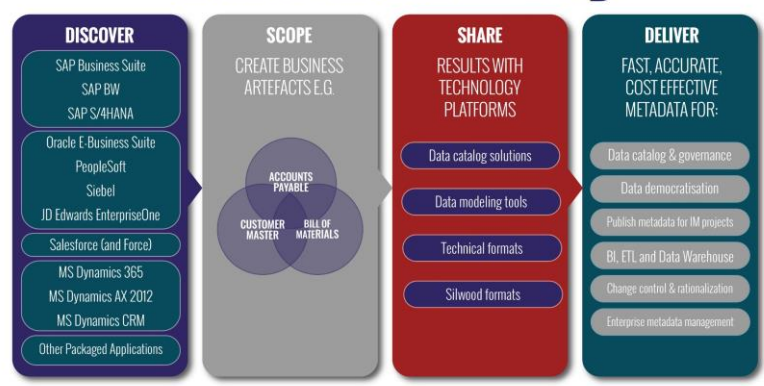 DISCOVER
SAP Business Suite
SAP BW
SAP S/4HANA
Oracle E-Business Suite
PeopleSoft
Siebel
JD Edwards EnterpriseOne
Salesforce (and Force)
MS Dynamics 365
MS Dynamics AX 2012
MS Dynamics CRM
Other Packaged Applications
SCOPE
CREATE BUSINESS
ARTEFACTS E.G.
ACCOUNTS
PAYABLE
CUSTOMER
MASTER
BILL OF
MATERIALS
SHARE
RESULTS WITH
TECHNOLOGY
PLATFORMS
Data catalog solutions
Data modeling tools
Technical formats
Silwood formats
DELIVER
FAST, ACCURATE,
COST EFFECTIVE
METADATA FOR:
Data catalog & governance
Data democratisation
Publish metadata for IM projects
BI, ETL and Data Warehouse
Change control & rationalization
Enterprise metadata management